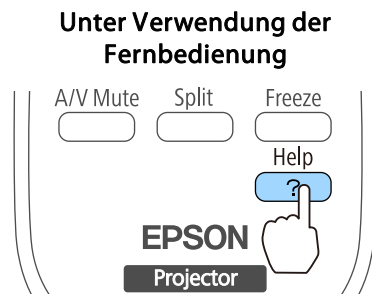 Unter Verwendung der
Fernbedienung
A/V Mute Split Freeze
Help
?
EPSON
Projector